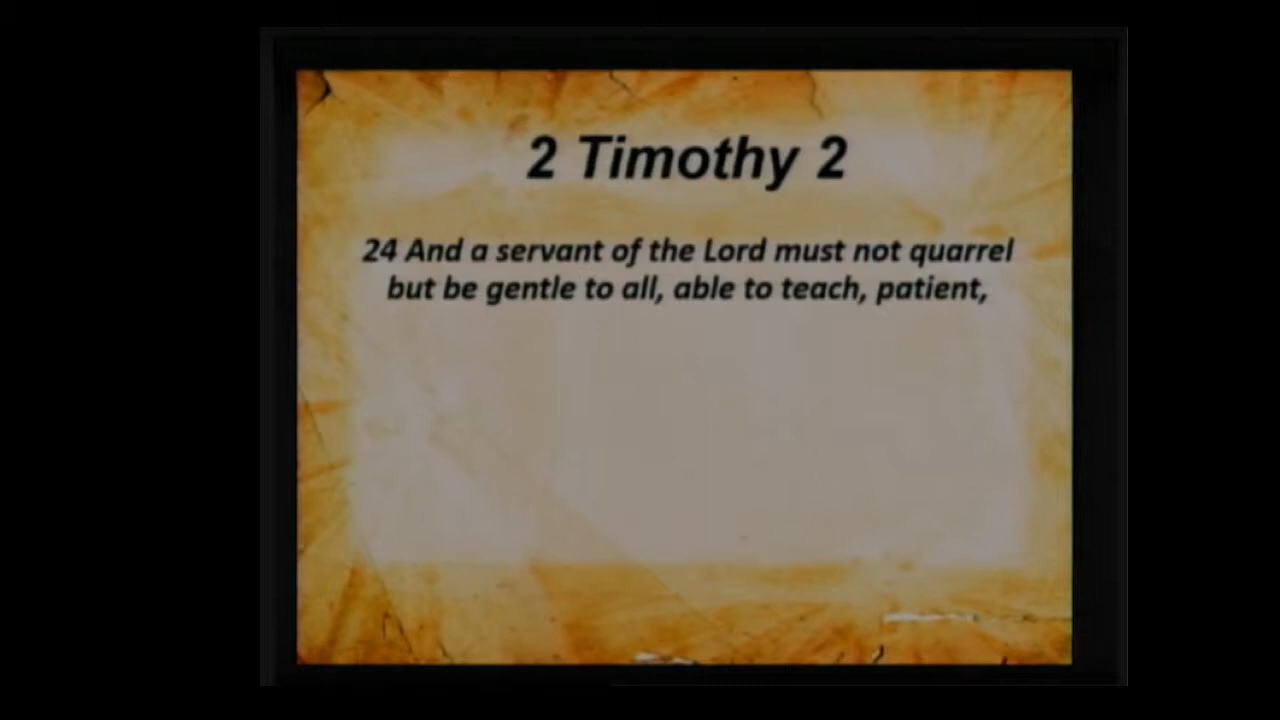 2 Timothy 2
24 And a servant of the Lord must not quarrel
but be gentle to all, able to teach, patient,